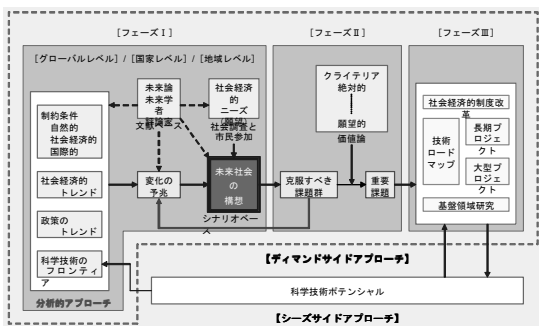 [フェーズⅠ]
[フェーズⅡ]
[フェーズⅢ]
[グローバルレベル] / [国家レベル] / [地域レベル]
制約条件
自然的
社会経済的
国際的
社会経済的
トレンド
政策の
トレンド
科学技術の
フロンティ
ア
分析的アプローチ
未来論
未来学
者
文献ベース
社会経済
的
ニーズ
(願望)
社会調査と
市民参加
変化の
予兆
未来社会
の
構想
シナリオベー
ス
クライテリア
絶対的
願望的
価値論
克服すべき
課題群
重要
課題
社会経済的制度改
革
技術
ロード
マップ
長期プ
ロジェ
クト
大型プ
ロジェ
クト
基盤領域研究
【ディマンドサイドアプローチ】
科学技術ポテンシャル
【シーズサイドアプローチ】